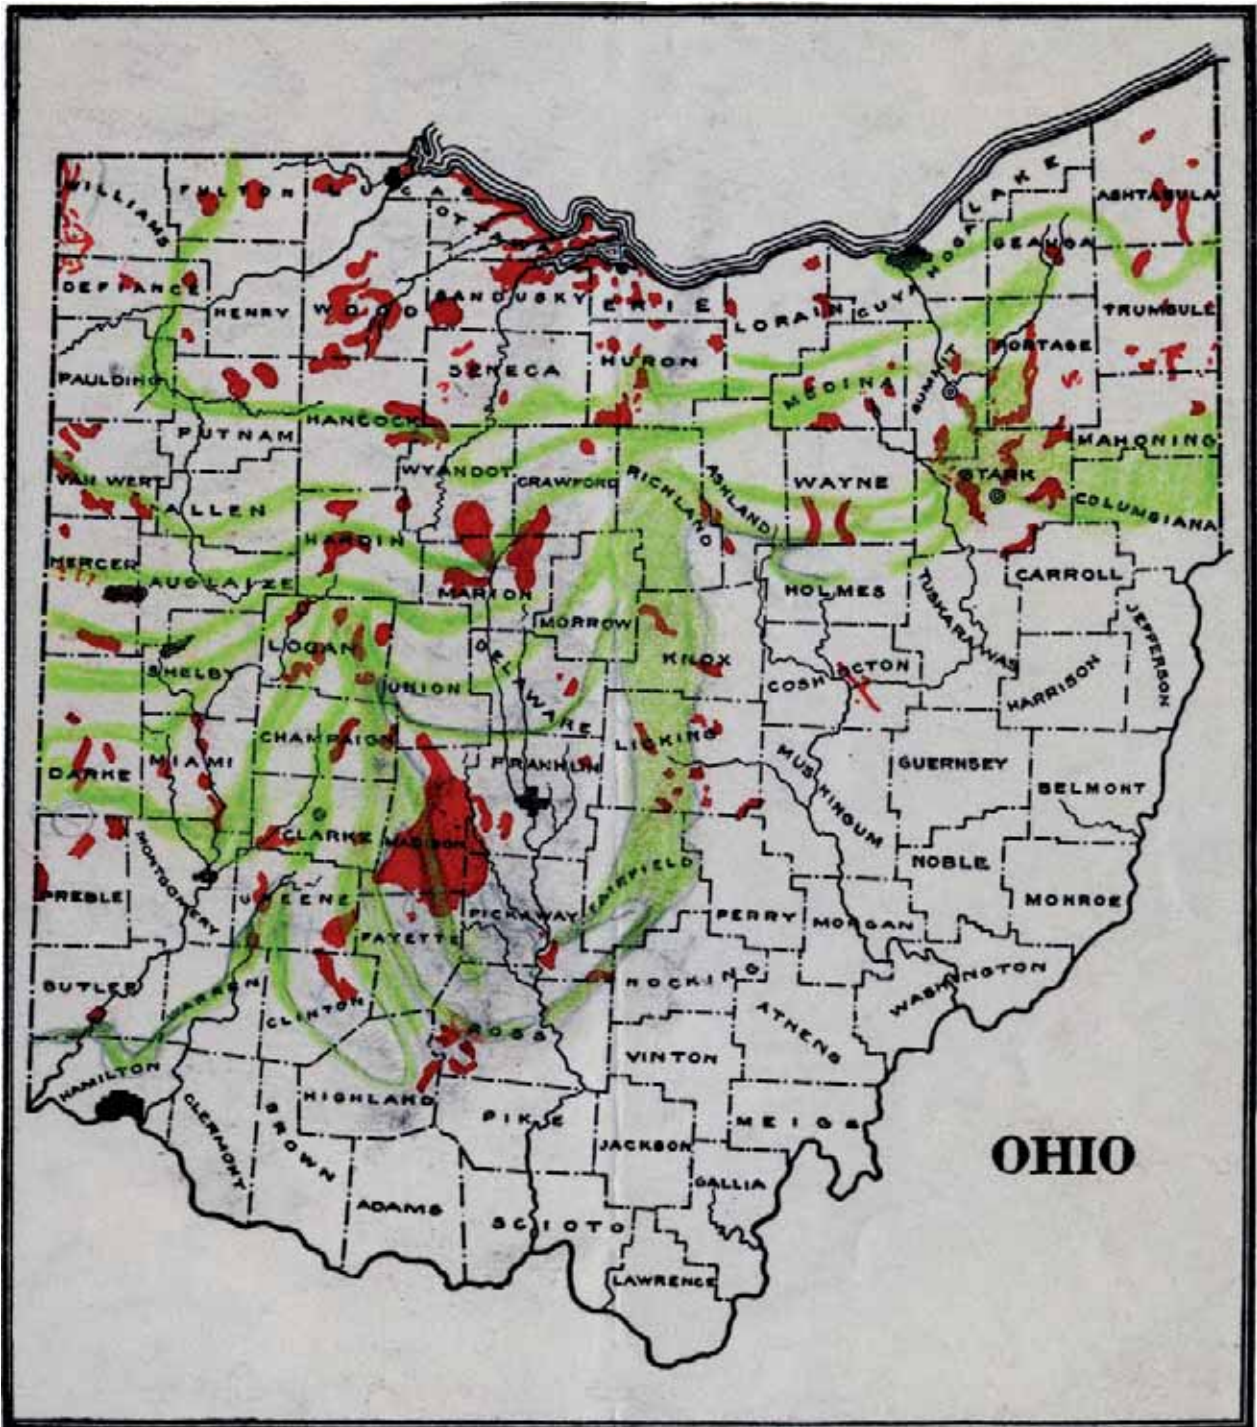 WILLIAMS
FULTON
LUCAS
OTTAWA
LAKE
ASHTABULA
GEAUGA
CUYAHOGA
DEFIANCE
HENRY
WOOD
SANDUSKY
ERIE
LORAIN
TRUMBULL
PAULDING
SENECA
HURON
MEDINA
SUMMIT
PORTAGE
PUTNAM
HANCOCK
MAHONING
VAN WERT
ALLEN
WYANDOT
CRAWFORD
RICHLAND
ASHLAND
WAYNE
STARK
COLUMBIANA
MERCER
AUGLAIZE
HARDIN
MARION
MORROW
HOLMES
TUSKARAWAS
CARROLL
JEFFERSON
SHELBY
LOGAN
UNION
DELAWARE
KNOX
COSHOCTON
HARRISON
DARKE
MIAMI
CHAMPAIGN
FRANKLIN
LICKING
MUSKINGUM
GUERNSEY
BELMONT
CLARKE
MADISON
PREBLE
MONTGOMERY
GREENE
FAYETTE
PICKAWAY
FAIRFIELD
PERRY
MORGAN
NOBLE
MONROE
BUTLER
WARREN
CLINTON
ROSS
HOCKING
ATHENS
WASHINGTON
HAMILTON
CLERMONT
BROWN
HIGHLAND
PIKE
VINTON
JACKSON
MEIGS
OHIO
ADAMS
SCIOTO
GALLIA
LAWRENCE